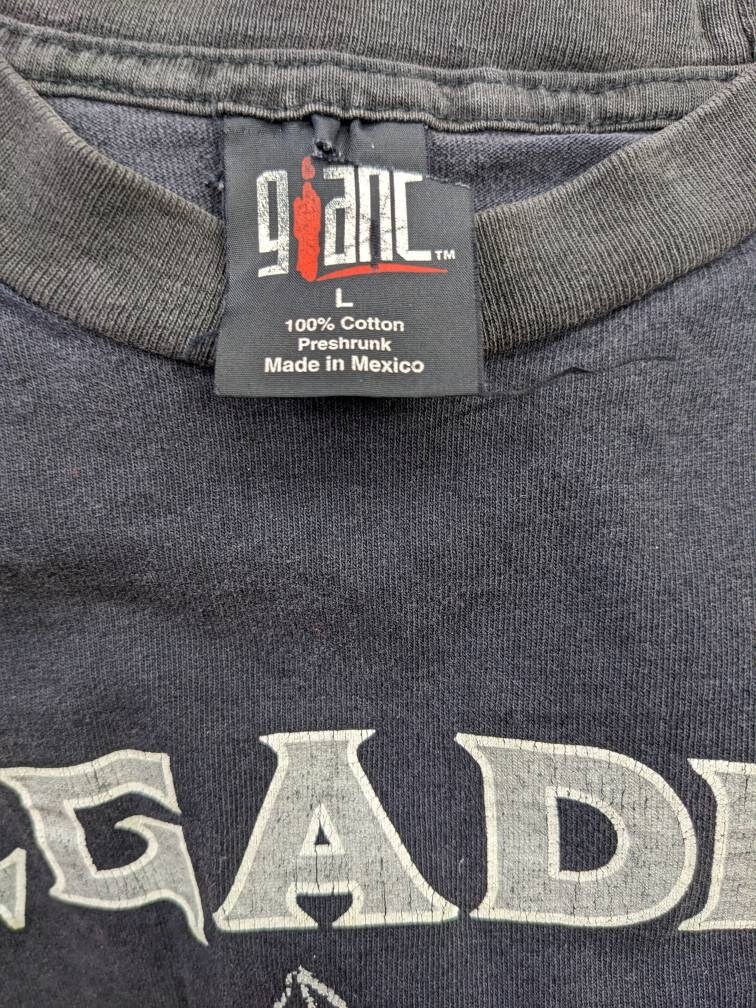 giant™
L
100% Cotton
Preshrunk
Made in Mexico
EGADE